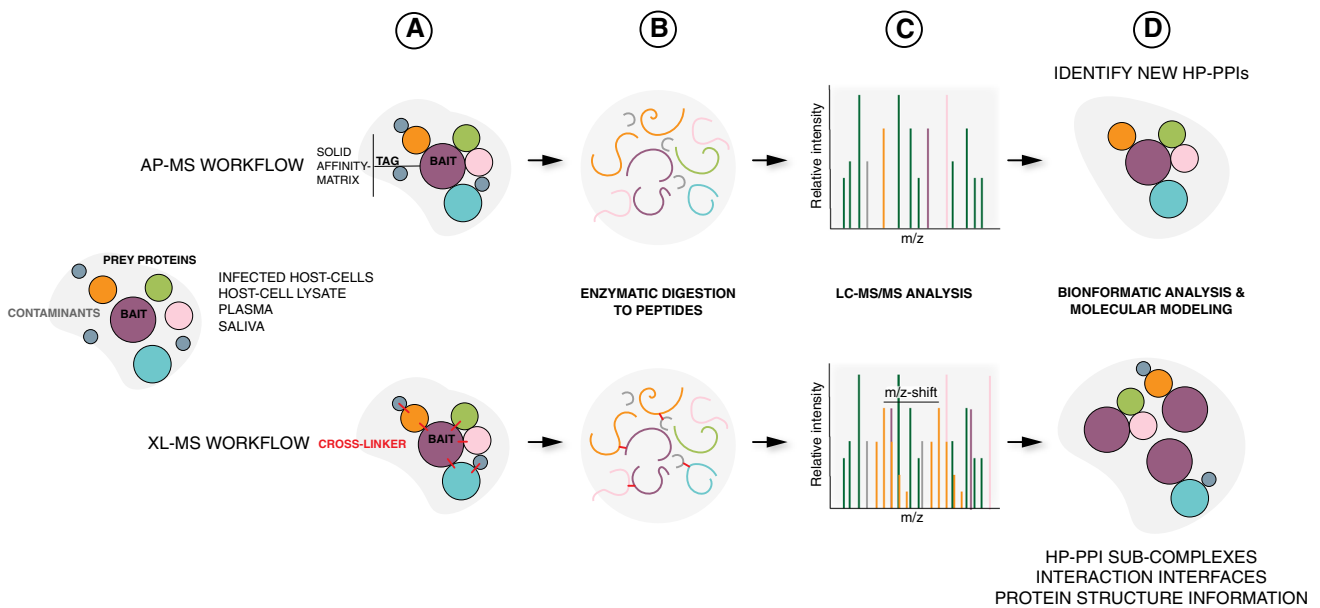 A
B
C
D
IDENTIFY NEW HP-PPIs
AP-MS WORKFLOW
SOLID
AFFINITY-
MATRIX
TAG
BAIT
Relative intensity
m/z
PREY PROTEINS
CONTAMINANTS
BAIT
INFECTED HOST-CELLS
HOST-CELL LYSATE
PLASMA
SALIVA
ENZYMATIC DIGESTION
TO PEPTIDES
LC-MS/MS ANALYSIS
BIONFORMATIC ANALYSIS &
MOLECULAR MODELING
XL-MS WORKFLOW
CROSS-LINKER
BAIT
Relative intensity
m/z-shift
m/z
HP-PPI SUB-COMPLEXES
INTERACTION INTERFACES
PROTEIN STRUCTURE INFORMATION